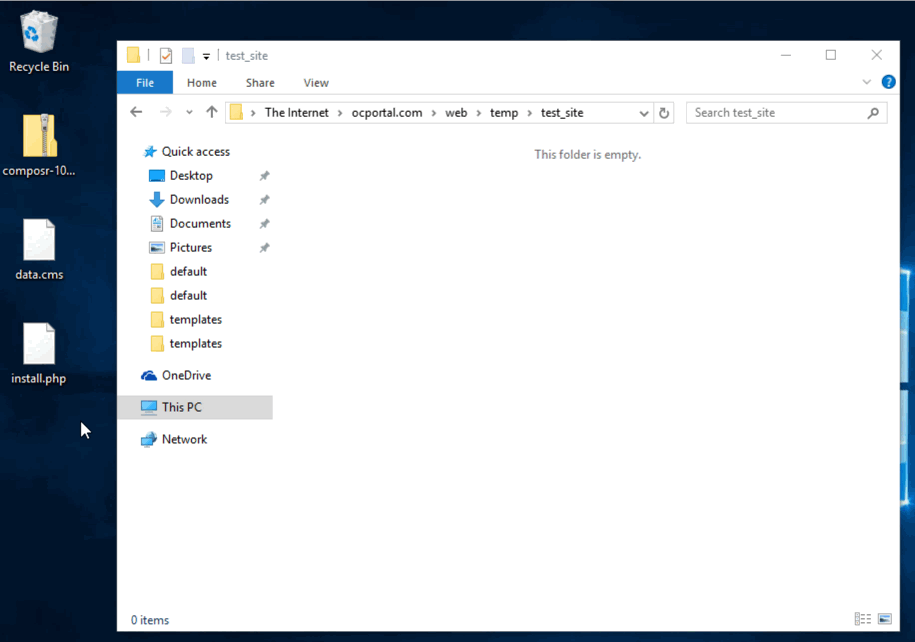 Recycle Bin
composr-10...
data.cms
install.php
test_site
File Home Share View
The Internet ocportal.com web temp test_site
Search test_site
Quick access
Desktop
Downloads
Documents
Pictures
default
default
templates
templates
OneDrive
This PC
Network
This folder is empty.
0 items